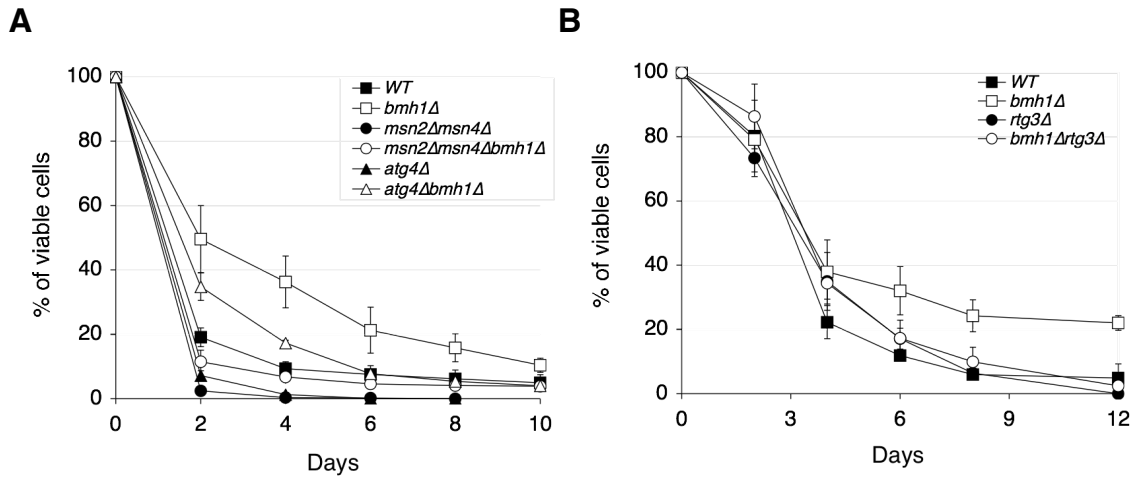 A
% of viable cells
100
80
60
40
20
0
0 2 4 6 8 10
Days
WT
bmh1Δ
msn2Δmsn4Δ
msn2Δmsn4Δbmh1Δ
atg4Δ
atg4Δbmh1Δ
B
% of viable cells
100
80
60
40
20
0
0 3 6 9 12
Days
WT
bmh1Δ
rtg3Δ
bmh1Δrtg3Δ